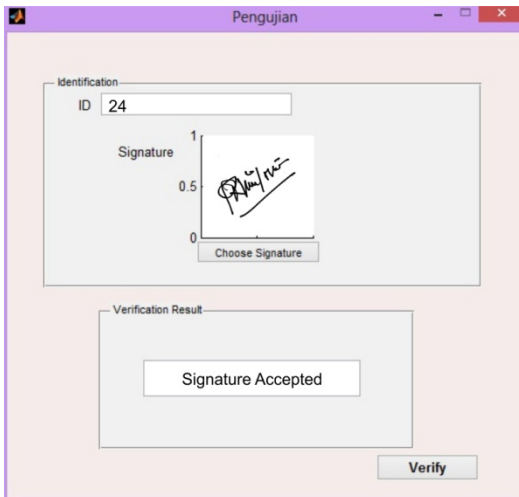 Pengujian
Identification
ID 24
Signature
1
0.5
0
Choose Signature
Verification Result
Signature Accepted
Verify